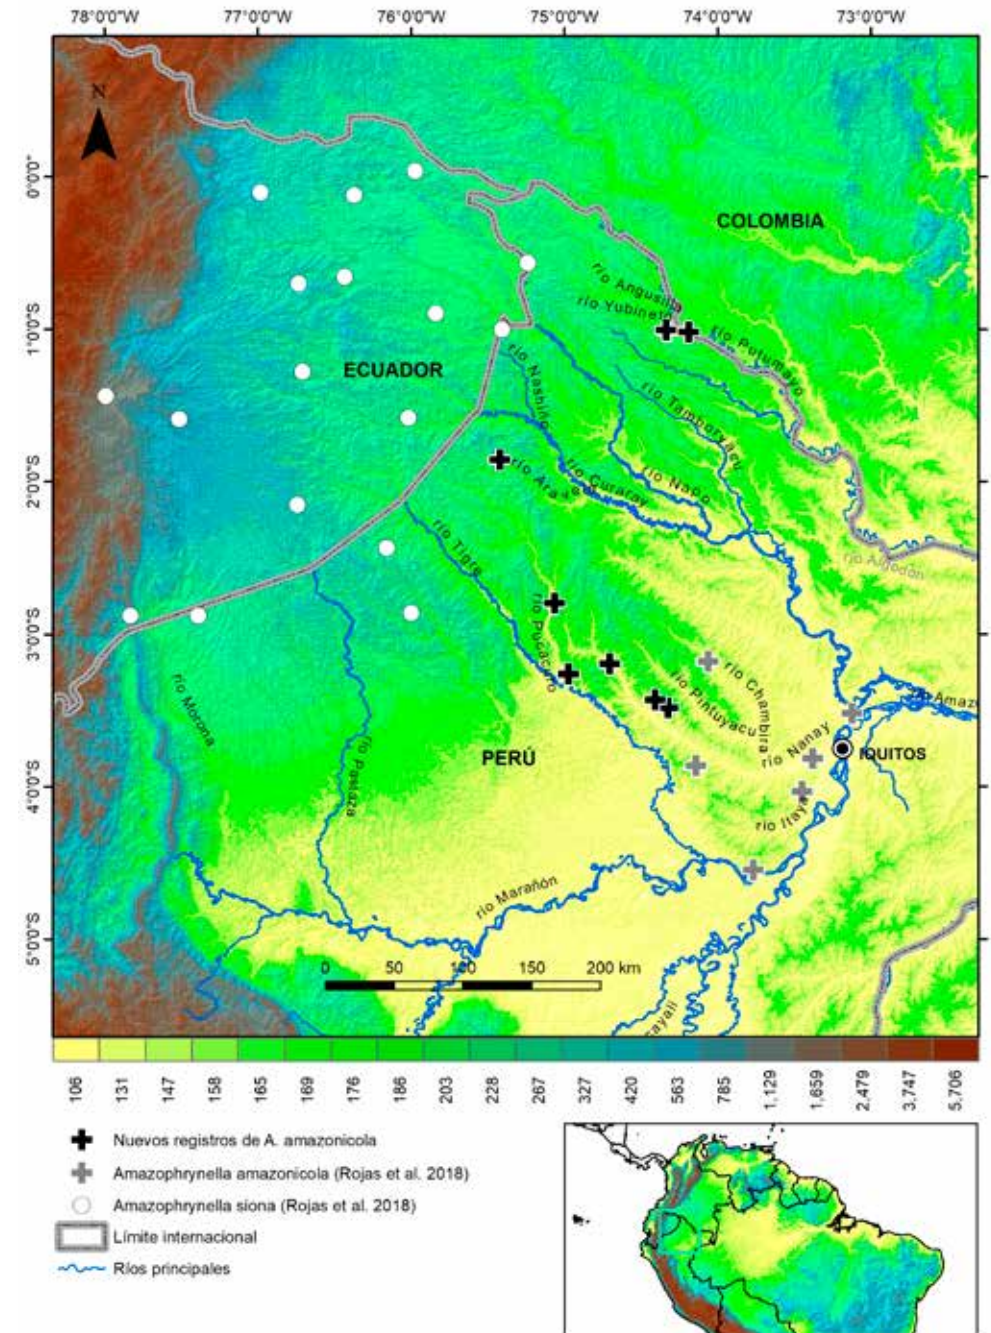 78°0'0"W 77°0'0"W 76°0'0"W 75°0'0"W 74°0'0"W 73°0'0"W
N
0°0'0"
COLOMBIA
río Angusilla
río Yubineto
río Putumayo
1°0'0"S
ECUADOR
río Nashiño
río Tamboryacu
2°0'0"S
río Curaray
río Napo
río Tigre
río Algodón
3°0'0"S
río Pucacuro
río Pintuyacu
río Chambira
río Morona
río Nanay
PERÚ
IQUITOS
río Pastaza
4°0'0"S
río Itaya
río Marañón
5°0'0"S
0 50 100 150 200 km
106 131 147 158 165 169 176 186 203 228 267 327 420 563 785 1,129 1,659 2,479 3,747 5,706
Nuevos registros de A. amazonicola
Amazophrynella amazonicola (Rojas et al. 2018)
Amazophrynella siona (Rojas et al. 2018)
Límite internacional
Ríos principales